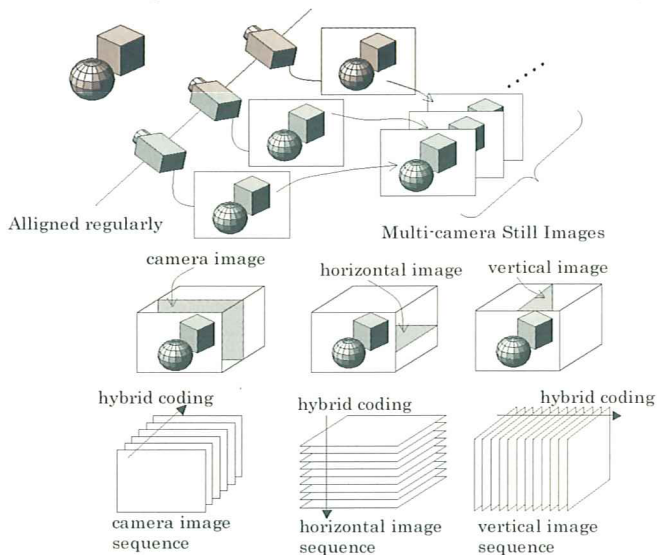 Alligned regularly
Multi-camera Still Images
camera image
horizontal image
vertical image
hybrid coding
hybrid coding
hybrid coding
camera image
sequence
horizontal image
sequence
vertical image
sequence